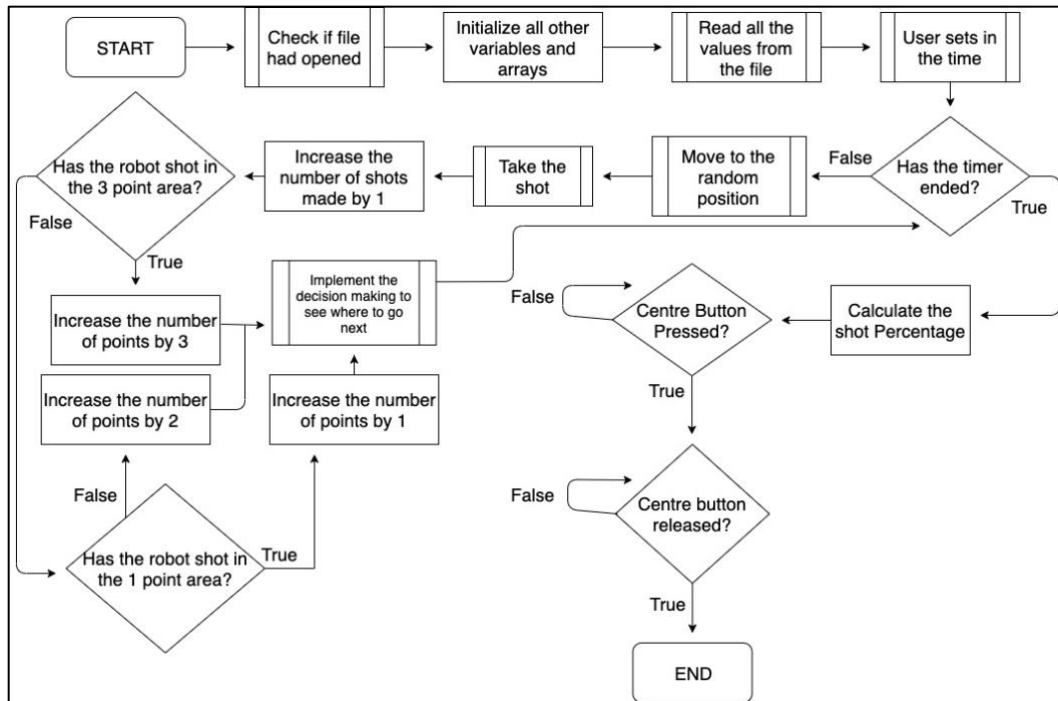 START
Check if file
had opened
Initialize all other
variables and
arrays
Read all the
values from
the file
User sets in
the time
Has the timer
ended?
False
True
Move to the
random
position
Take the
shot
Increase the
number of shots
made by 1
Has the robot shot in
the 3 point area?
False
True
Increase the number
of points by 3
Implement the
decision making to
see where to go
next
Increase the number
of points by 2
Increase the number
of points by 1
False
True
Has the robot shot in
the 1 point area?
Calculate the
shot Percentage
Centre Button
Pressed?
False
True
Centre button
released?
False
True
END